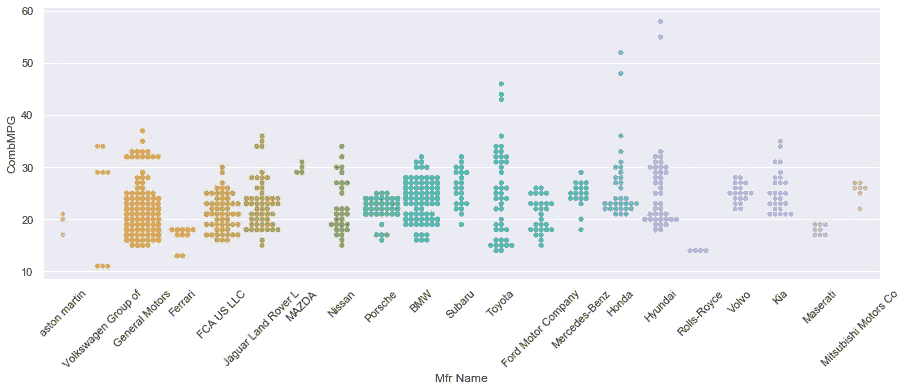 60
50
40
30
20
10
CombMPG
aston martin
Volkswagen Group of
General Motors
Ferrari
FCA US LLC
Jaguar Land Rover L
MAZDA
Nissan
Porsche
BMW
Subaru
Toyota
Ford Motor Company
Mercedes-Benz
Honda
Hyundai
Rolls-Royce
Volvo
Kia
Maserati
Mitsubishi Motors Co
Mfr Name